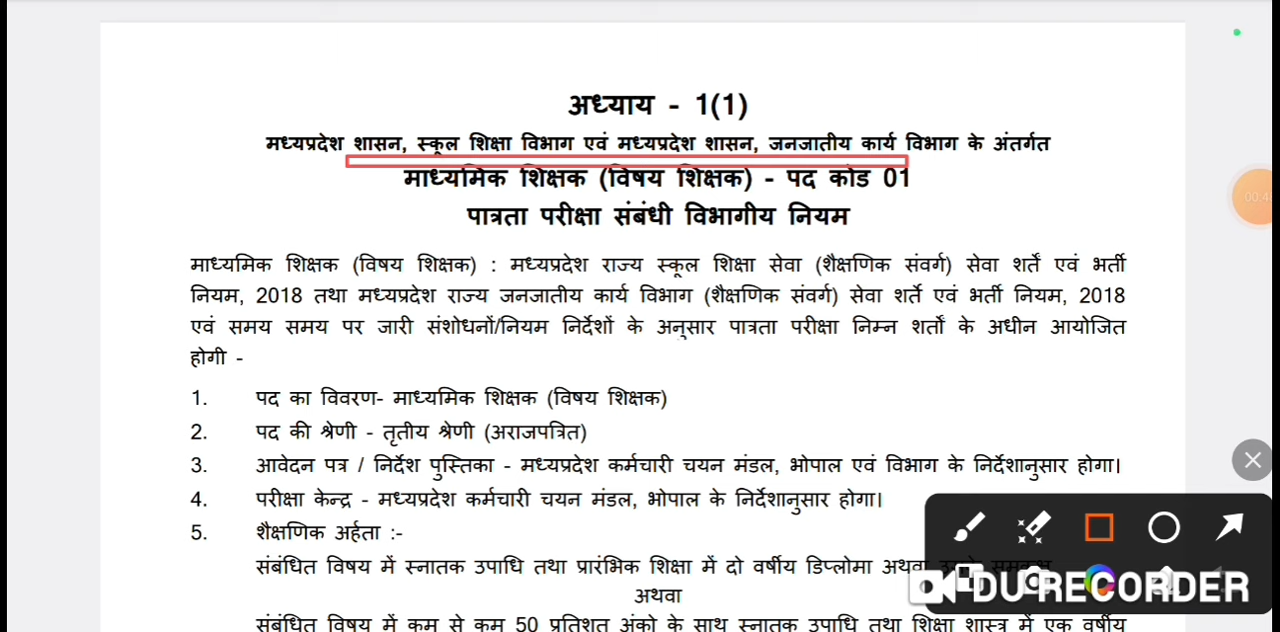 अध्याय - 1(1)
मध्यप्रदेश शासन, स्कूल शिक्षा विभाग एवं मध्यप्रदेश शासन, जनजातीय कार्य विभाग के अंतर्गत
माध्यमिक शिक्षक (विषय शिक्षक) - पद कोड 01
पात्रता परीक्षा संबंधी विभागीय नियम
माध्यमिक शिक्षक (विषय शिक्षक) : मध्यप्रदेश राज्य स्कूल शिक्षा सेवा (शैक्षणिक संवर्ग) सेवा शर्तें एवं भर्ती
नियम, 2018 तथा मध्यप्रदेश राज्य जनजातीय कार्य विभाग (शैक्षणिक संवर्ग) सेवा शर्ते एवं भर्ती नियम, 2018
एवं समय समय पर जारी संशोधनों/नियम निर्देशों के अनुसार पात्रता परीक्षा निम्न शर्तों के अधीन आयोजित
होगी -
1. पद का विवरण- माध्यमिक शिक्षक (विषय शिक्षक)
2. पद की श्रेणी - तृतीय श्रेणी (अराजपत्रित)
3. आवेदन पत्र / निर्देश पुस्तिका - मध्यप्रदेश कर्मचारी चयन मंडल, भोपाल एवं विभाग के निर्देशानुसार होगा।
4. परीक्षा केन्द्र - मध्यप्रदेश कर्मचारी चयन मंडल, भोपाल के निर्देशानुसार होगा।
5. शैक्षणिक अर्हता :-
संबंधित विषय में स्नातक उपाधि तथा प्रारंभिक शिक्षा में दो वर्षीय डिप्लोमा अथवा
अथवा
संबंधित विषय में कम से कम 50 प्रतिशत अंको के साथ स्नातक उपाधि तथा शिक्षा शास्त्र में एक वर्षीय
DU RECORDER